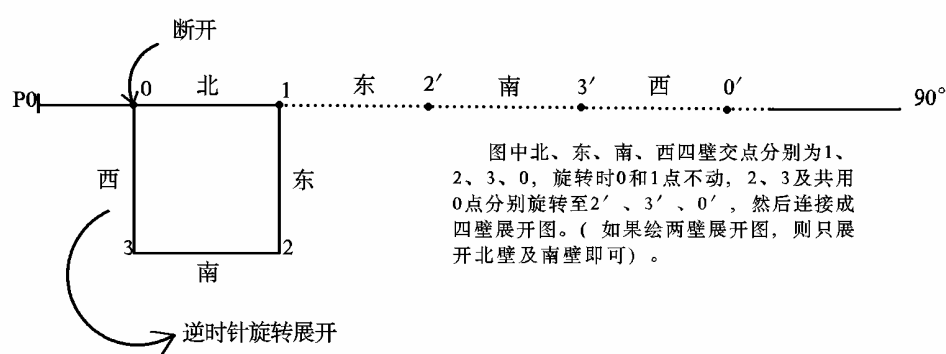 断开
P0 0 北 1 东 2′ 南 3′ 西 0′ 90°
西 东
3 2
南
逆时针旋转展开
图中北、东、南、西四壁交点分别为1、
2、3、0，旋转时0和1点不动，2、3及共用
0点分别旋转至2′、3′、0′，然后连接成
四壁展开图。( 如果绘两壁展开图，则只展
开北壁及南壁即可) 。